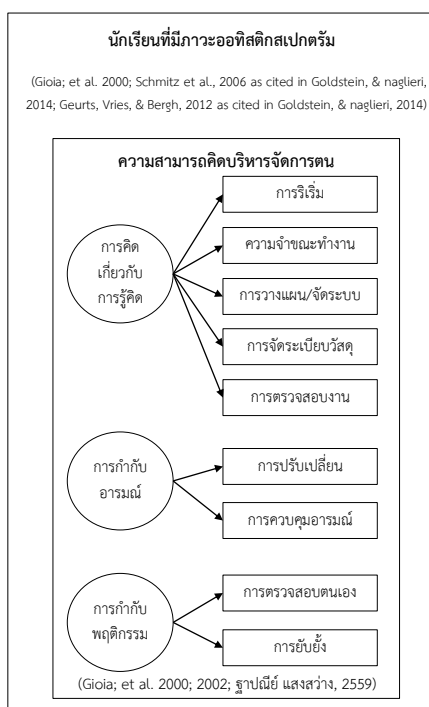 นักเรียนที่มีภาวะออทิสติกสเปกตรัม
(Gioia; et al. 2000; Schmitz et al., 2006 as cited in Goldstein, & naglieri,
2014; Geurts, Vries, & Bergh, 2012 as cited in Goldstein, & naglieri, 2014)
ความสามารถคิดบริหารจัดการตน
การคิด
เกี่ยวกับ
การรู้คิด
การริเริ่ม
ความจำขณะทำงาน
การวางแผน/จัดระบบ
การจัดระเบียบวัสดุ
การตรวจสอบงาน
การกำกับ
อารมณ์
การปรับเปลี่ยน
การควบคุมอารมณ์
การกำกับ
พฤติกรรม
การตรวจสอบตนเอง
การยับยั้ง
(Gioia; et al. 2000; 2002; ฐาปณีย์ แสงสว่าง, 2559)